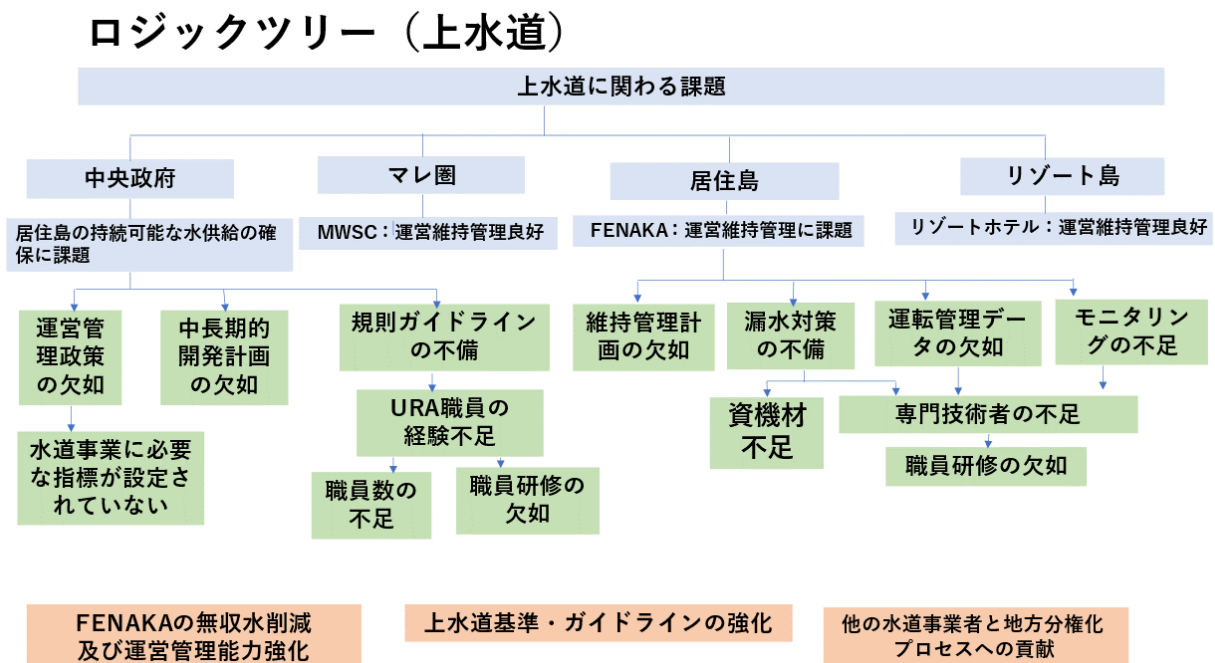 ロジックツリー（上水道）
上水道に関わる課題
中央政府
マレ圏
居住島
リゾート島
居住島の持続可能な水供給の確
保に課題
MWSC：運営維持管理良好
FENAKA：運営維持管理に課題
リゾートホテル：運営維持管理良好
運営管
理政策
の欠如
中長期的
開発計画
の欠如
規則ガイドライン
の不備
維持管理計
画の欠如
漏水対策
の不備
運転管理デー
タの欠如
モニタリン
グの不足
水道事業に必要
な指標が設定さ
れていない
URA職員の
経験不足
職員数の
不足
職員研修の
欠如
資機材
不足
専門技術者の不足
職員研修の欠如
FENAKAの無収水削減
及び運営管理能力強化
上水道基準・ガイドラインの強化
他の水道事業者と地方分権化
プロセスへの貢献